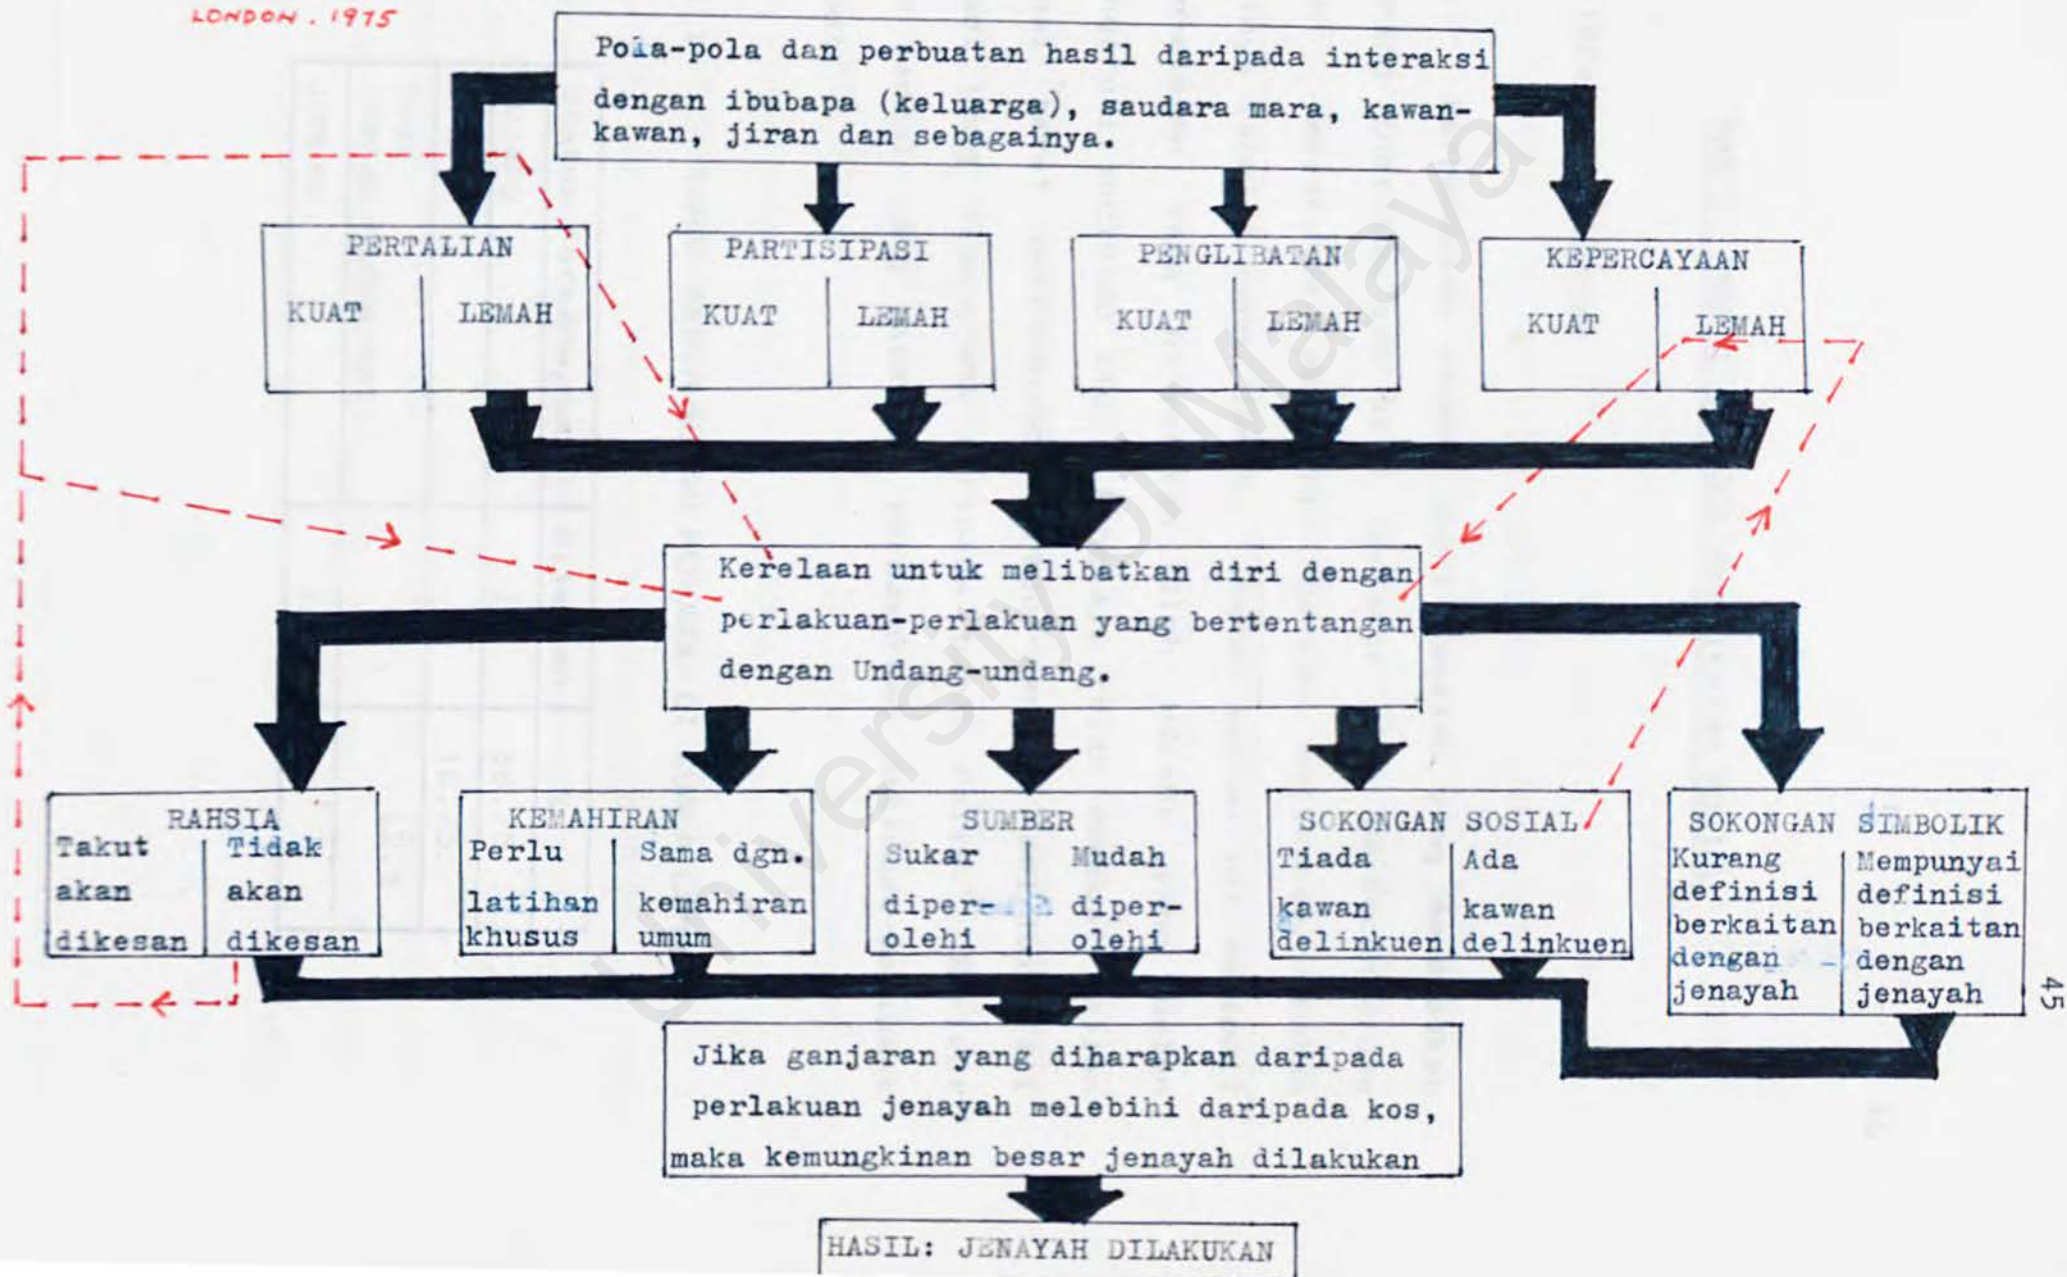 LONDON. 1975
Pola-pola dan perbuatan hasil daripada interaksi
dengan ibubapa (keluarga), saudara mara, kawan-
kawan, jiran dan sebagainya.
PERTALIAN
KUAT LEMAH
PARTISIPASI
KUAT LEMAH
PENGLIBATAN
KUAT LEMAH
KEPERCAYAAN
KUAT LEMAH
Kerelaan untuk melibatkan diri dengan
perlakuan-perlakuan yang bertentangan
dengan Undang-undang.
RAHSIA
Takut
akan
dikesan
Tidak
akan
dikesan
KEMAHIRAN
Perlu
latihan
khusus
Sama dgn.
kemahiran
umum
SUMBER
Sukar
diper-
olehi
Mudah
diper-
olehi
SOKONGAN SOSIAL
Tiada
kawan
delinkuen
Ada
kawan
delinkuen
SOKONGAN SIMBOLIK
Kurang
definisi
berkaitan
dengan
jenayah
Mempunyai
definisi
berkaitan
dengan
jenayah
Jika ganjaran yang diharapkan daripada
perlakuan jenayah melebihi daripada kos,
maka kemungkinan besar jenayah dilakukan
HASIL: JENAYAH DILAKUKAN
45
University of Malaya